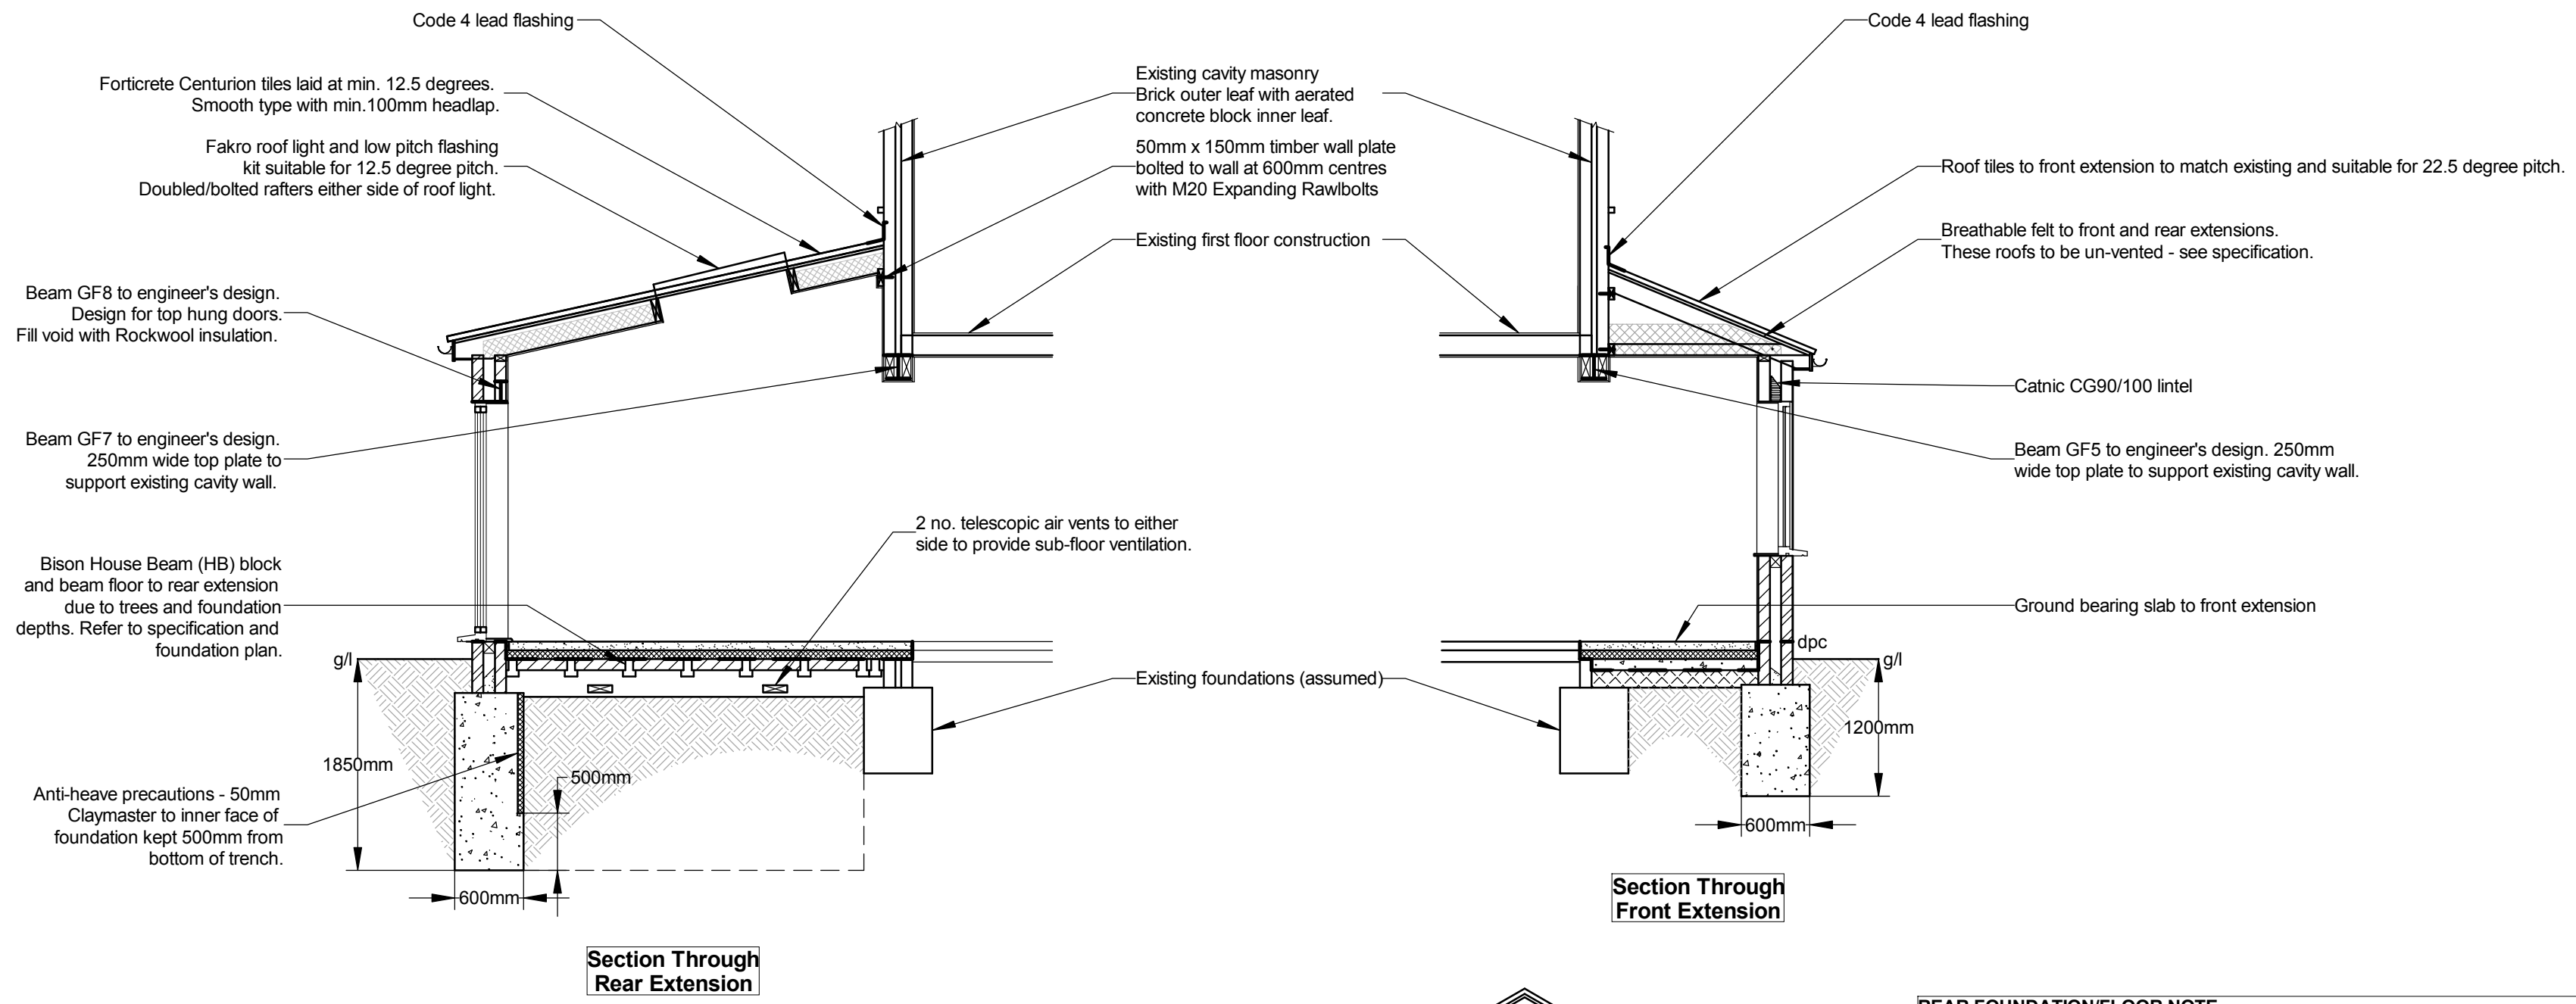 Code 4 lead flashing
Forticrete Centurion tiles laid at min. 12.5 degrees.
Smooth type with min.100mm headlap.
Fakro roof light and low pitch flashing
kit suitable for 12.5 degree pitch.
Doubled/bolted rafters either side of roof light.
Beam GF8 to engineer's design.
Design for top hung doors.
Fill void with Rockwool insulation.
Beam GF7 to engineer's design.
250mm wide top plate to
support existing cavity wall.
Bison House Beam (HB) block
and beam floor to rear extension
due to trees and foundation
depths. Refer to specification and
foundation plan.
g/l
1850mm
Anti-heave precautions - 50mm
Claymaster to inner face of
foundation kept 500mm from
bottom of trench.
500mm
600mm
Section Through
Rear Extension
Existing cavity masonry
Brick outer leaf with aerated
concrete block inner leaf.
50mm x 150mm timber wall plate
bolted to wall at 600mm centres
with M20 Expanding Rawlbolts
Existing first floor construction
2 no. telescopic air vents to either
side to provide sub-floor ventilation.
Existing foundations (assumed)
Code 4 lead flashing
Roof tiles to front extension to match existing and suitable for 22.5 degree pitch.
Breathable felt to front and rear extensions.
These roofs to be un-vented - see specification.
Catnic CG90/100 lintel
Beam GF5 to engineer's design. 250mm
wide top plate to support existing cavity wall.
Ground bearing slab to front extension
dpc
g/l
1200mm
600mm
Section Through
Front Extension
REAR FOUNDATION/FLOOR NOTE